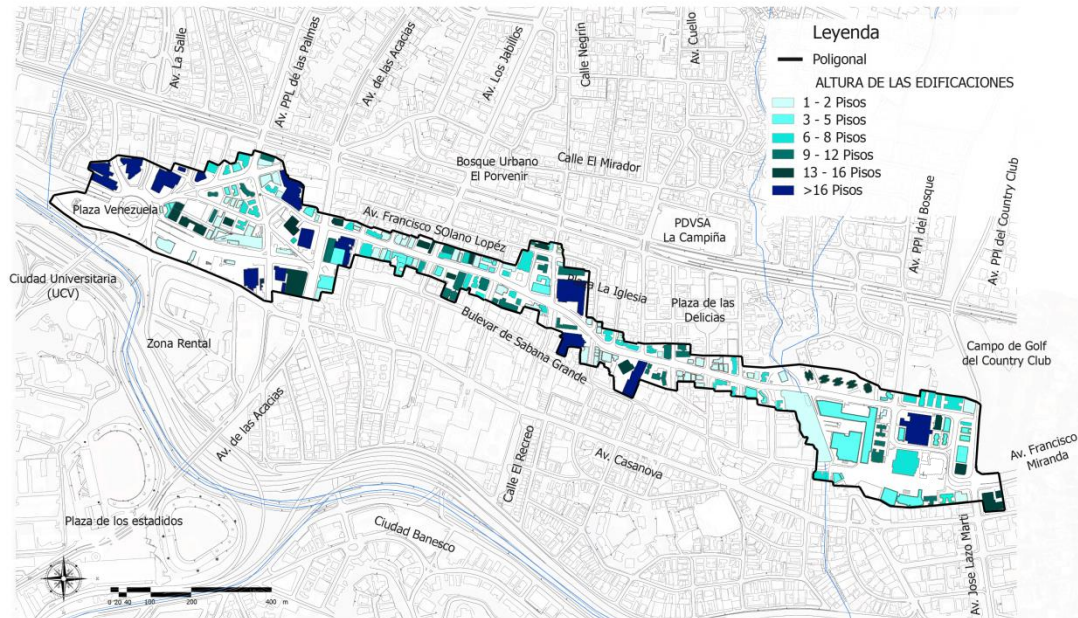 Leyenda
Poligonal
ALTURA DE LAS EDIFICACIONES
1 - 2 Pisos
3 - 5 Pisos
6 - 8 Pisos
9 - 12 Pisos
13 - 16 Pisos
>16 Pisos
Av. La Salle
Av. PPL de las Palmas
Av. de las Acacias
Av. Los Jabillos
Calle Negrín
Av. Cuello
Bosque Urbano
El Porvenir
Calle El Mirador
Av. PPl del Bosque
Av. PPl del Country Club
Plaza Venezuela
Av. Francisco SOlano Lopéz
PDVSA
La Campiña
Ciudad Universitaria
(UCV)
Plaza La Iglesia
Plaza de las
Delicias
Zona Rental
Bulevar de Sabana Grande
Campo de Golf
del Country Club
Av. de las Acacias
Calle El Recreo
Av. Casanova
Av. Francisco
Miranda
Plaza de los estadidos
Ciudad Banesco
Av. Jose Lazo Marti
0 20 40 100 200 400 m